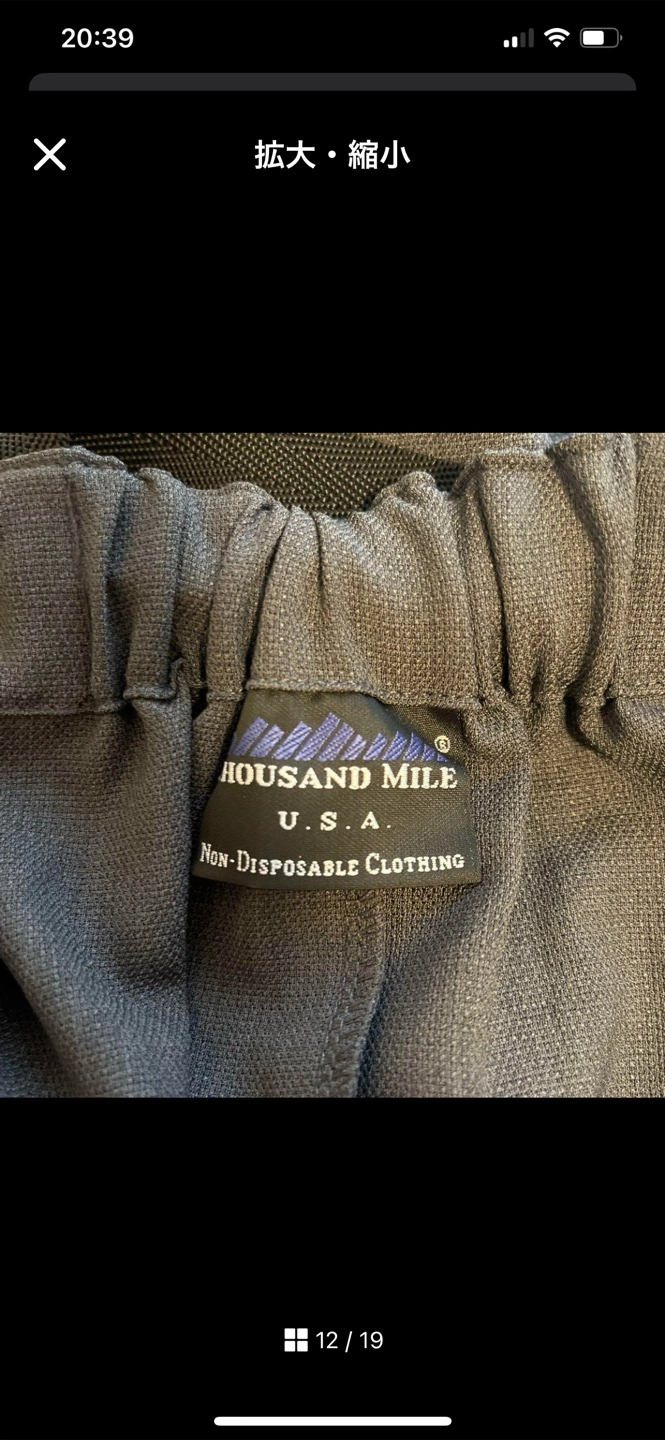 20:39
拡大・縮小
®
HOUSAND MILE
U.S.A.
NON-DISPOSABLE CLOTHING
12 / 19